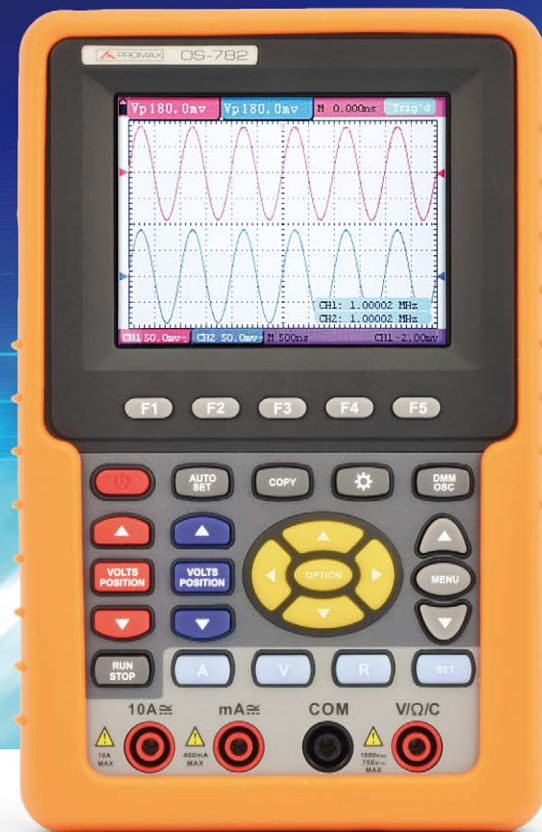 PROMAX OS-782
Vp180.0mv Vp180.0mv M 0.000ns Trig'd
CH1: 1.00002 MHz
CH2: 1.00002 MHz
CH1 50.0mv~ CH2 50.0mv~ M 500ns CH1-2.00mv
F1 F2 F3 F4 F5
AUTO SET COPY DMM OSC
VOLTS POSITION VOLTS POSITION OPTION MENU
RUN STOP A V R SET
10A≅ mA≅ COM V/Ω/C
10A MAX 400mA MAX 1000v⎓ 750v~ MAX